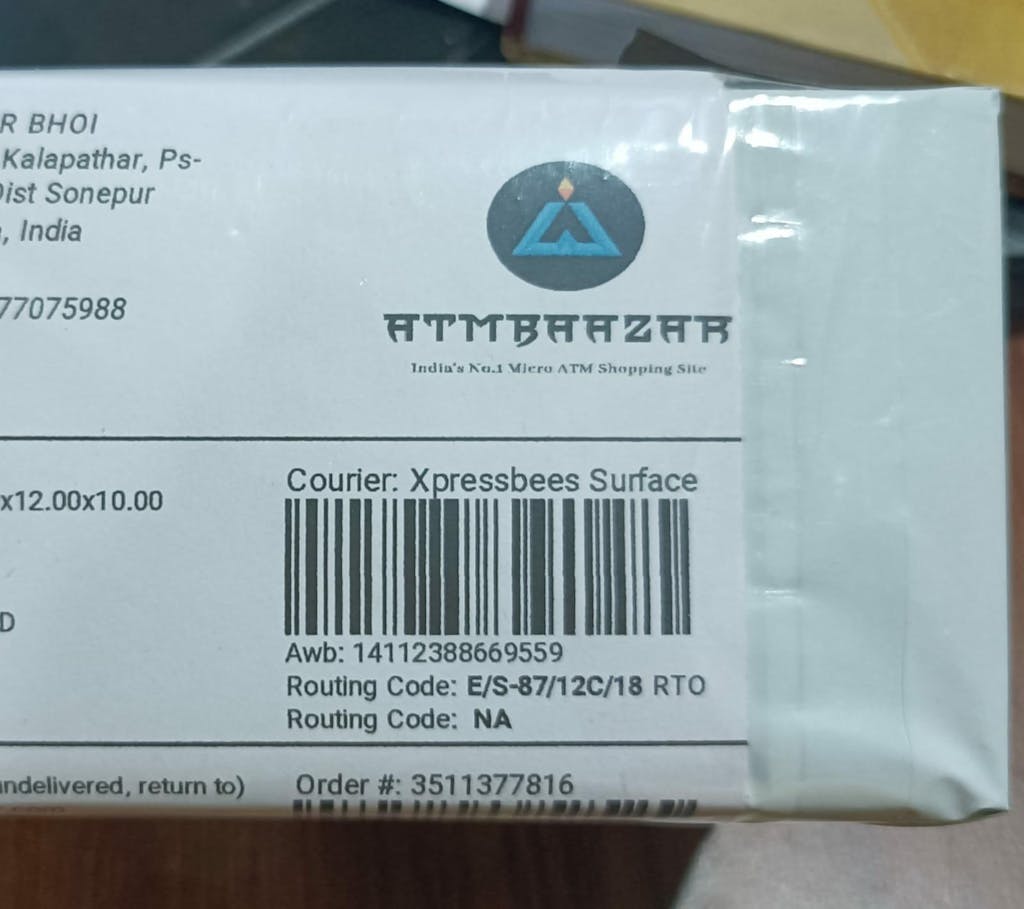 R BHOI
Kalapathar, Ps-
Dist Sonepur
, India
77075988
ATMBAAZAR
India's No.1 Micro ATM Shopping Site
x12.00x10.00
D
Courier: Xpressbees Surface
Awb: 14112388669559
Routing Code: E/S-87/12C/18 RTO
Routing Code: NA
undelivered, return to)
Order #: 3511377816